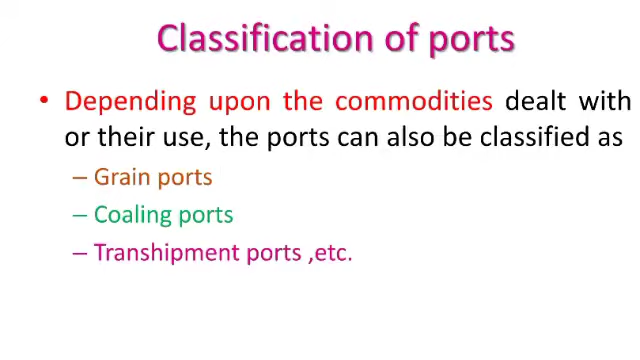 Classification of ports
• Depending upon the commodities dealt with
or their use, the ports can also be classified as
– Grain ports
– Coaling ports
– Transhipment ports ,etc.